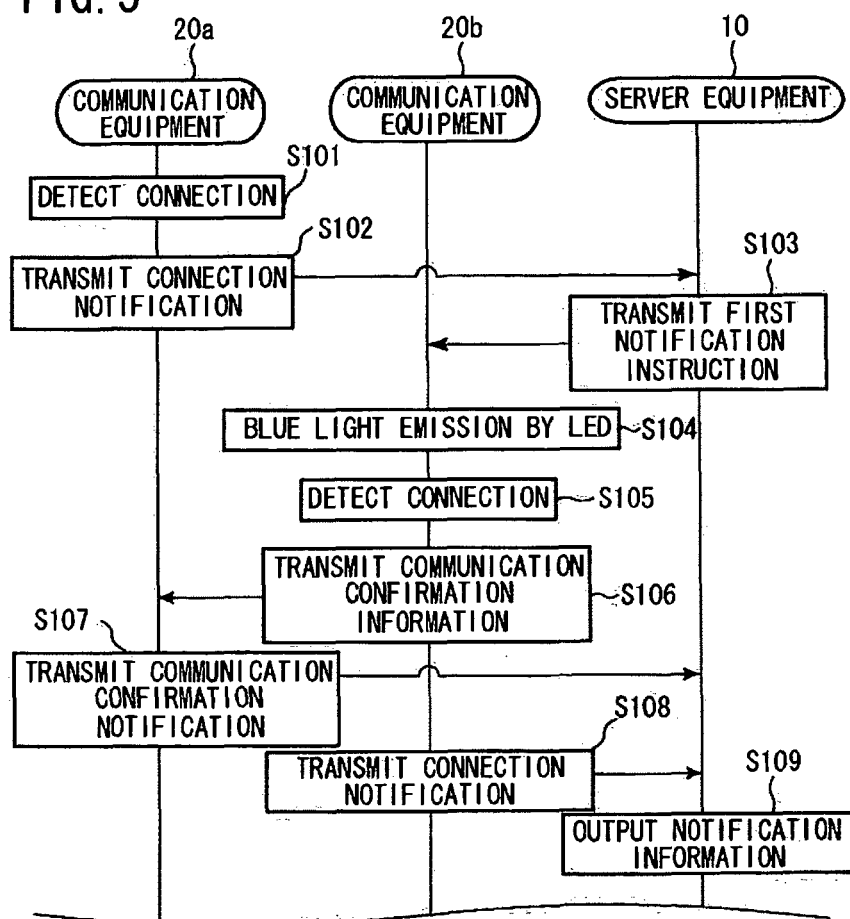 20a
20b
10
COMMUNICATION
EQUIPMENT
COMMUNICATION
EQUIPMENT
SERVER EQUIPMENT
S101
DETECT CONNECTION
S102
TRANSMIT CONNECTION
NOTIFICATION
S103
TRANSMIT FIRST
NOTIFICATION
INSTRUCTION
BLUE LIGHT EMISSION BY LED
S104
DETECT CONNECTION
S105
TRANSMIT COMMUNICATION
CONFIRMATION
INFORMATION
S106
S107
TRANSMIT COMMUNICATION
CONFIRMATION
NOTIFICATION
S108
TRANSMIT CONNECTION
NOTIFICATION
S109
OUTPUT NOTIFICATION
INFORMATION